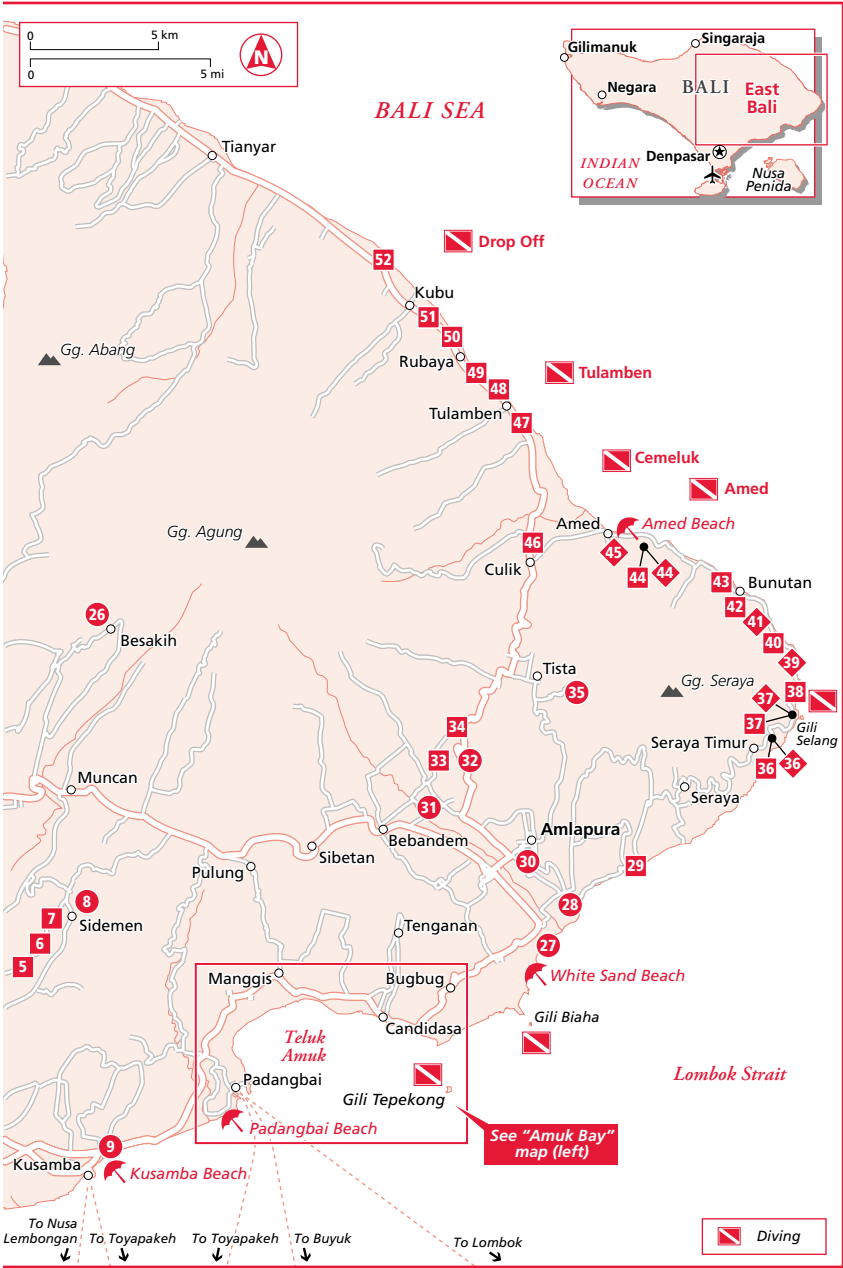 0
5 km
0
5 mi
N
BALI SEA
Gilimanuk
Singaraja
Negara
BALI
East
Bali
Denpasar
INDIAN
OCEAN
Nusa
Penida
Tianyar
Drop Off
52
Kubu
51
50
Gg. Abang
Rubaya
49
Tulamben
48
Tulamben
47
Cemeluk
Amed
Gg. Agung
Amed
Amed Beach
46
45
Culik
44
44
43
Bunutan
42
41
26
Besakih
40
39
Tista
35
Gg. Seraya
38
37
37
Gili
Selang
34
Seraya Timur
33
32
36
36
Muncan
Seraya
31
Bebandem
Amlapura
Sibetan
30
Pulung
29
8
28
7
Sidemen
Tenganan
6
27
5
Manggis
Bugbug
White Sand Beach
Candidasa
Gili Biaha
Teluk
Amuk
Lombok Strait
Padangbai
Gili Tepekong
Padangbai Beach
See “Amuk Bay”
map (left)
9
Kusamba
Kusamba Beach
To Nusa
Lembongan
To Toyapakeh
To Toyapakeh
To Buyuk
To Lombok
Diving